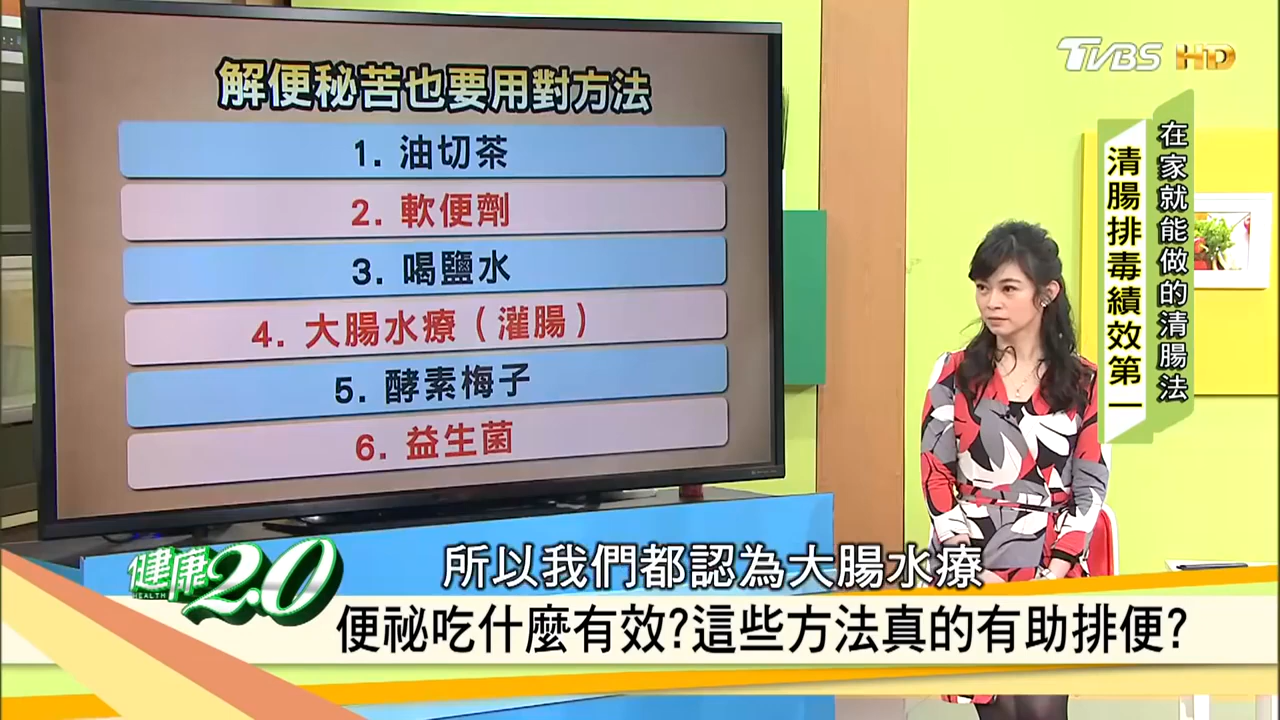 解便秘苦也要用對方法
1. 油切茶
2. 軟便劑
3. 喝鹽水
4. 大腸水療（灌腸）
5. 酵素梅子
6. 益生菌
TVBS HD
在家就能做的清腸法
清腸排毒績效第一
健康2.0
HEALTH
所以我們都認為大腸水療
便祕吃什麼有效?這些方法真的有助排便?